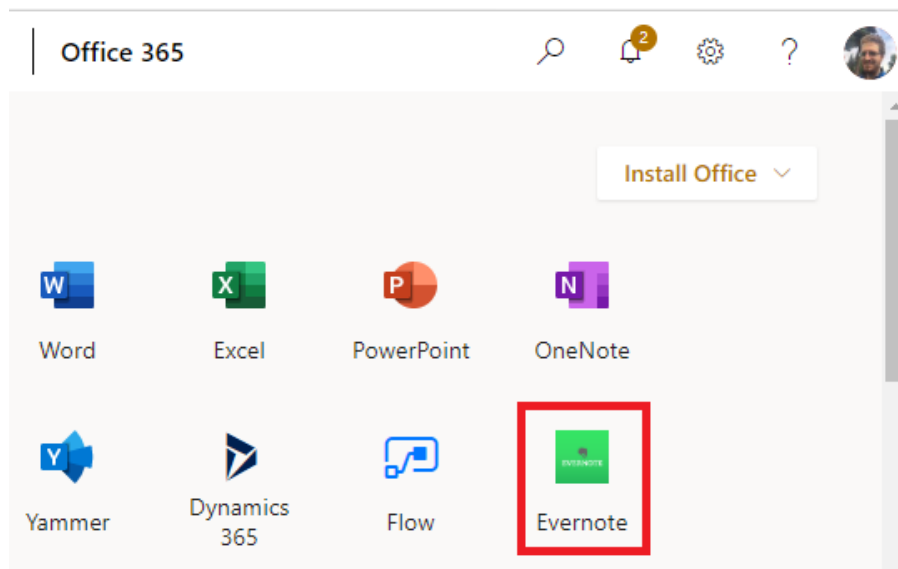 Office 365
2
?
Install Office
W
X
P
N
Word
Excel
PowerPoint
OneNote
Y
EVERNOTE
Yammer
Dynamics
365
Flow
Evernote